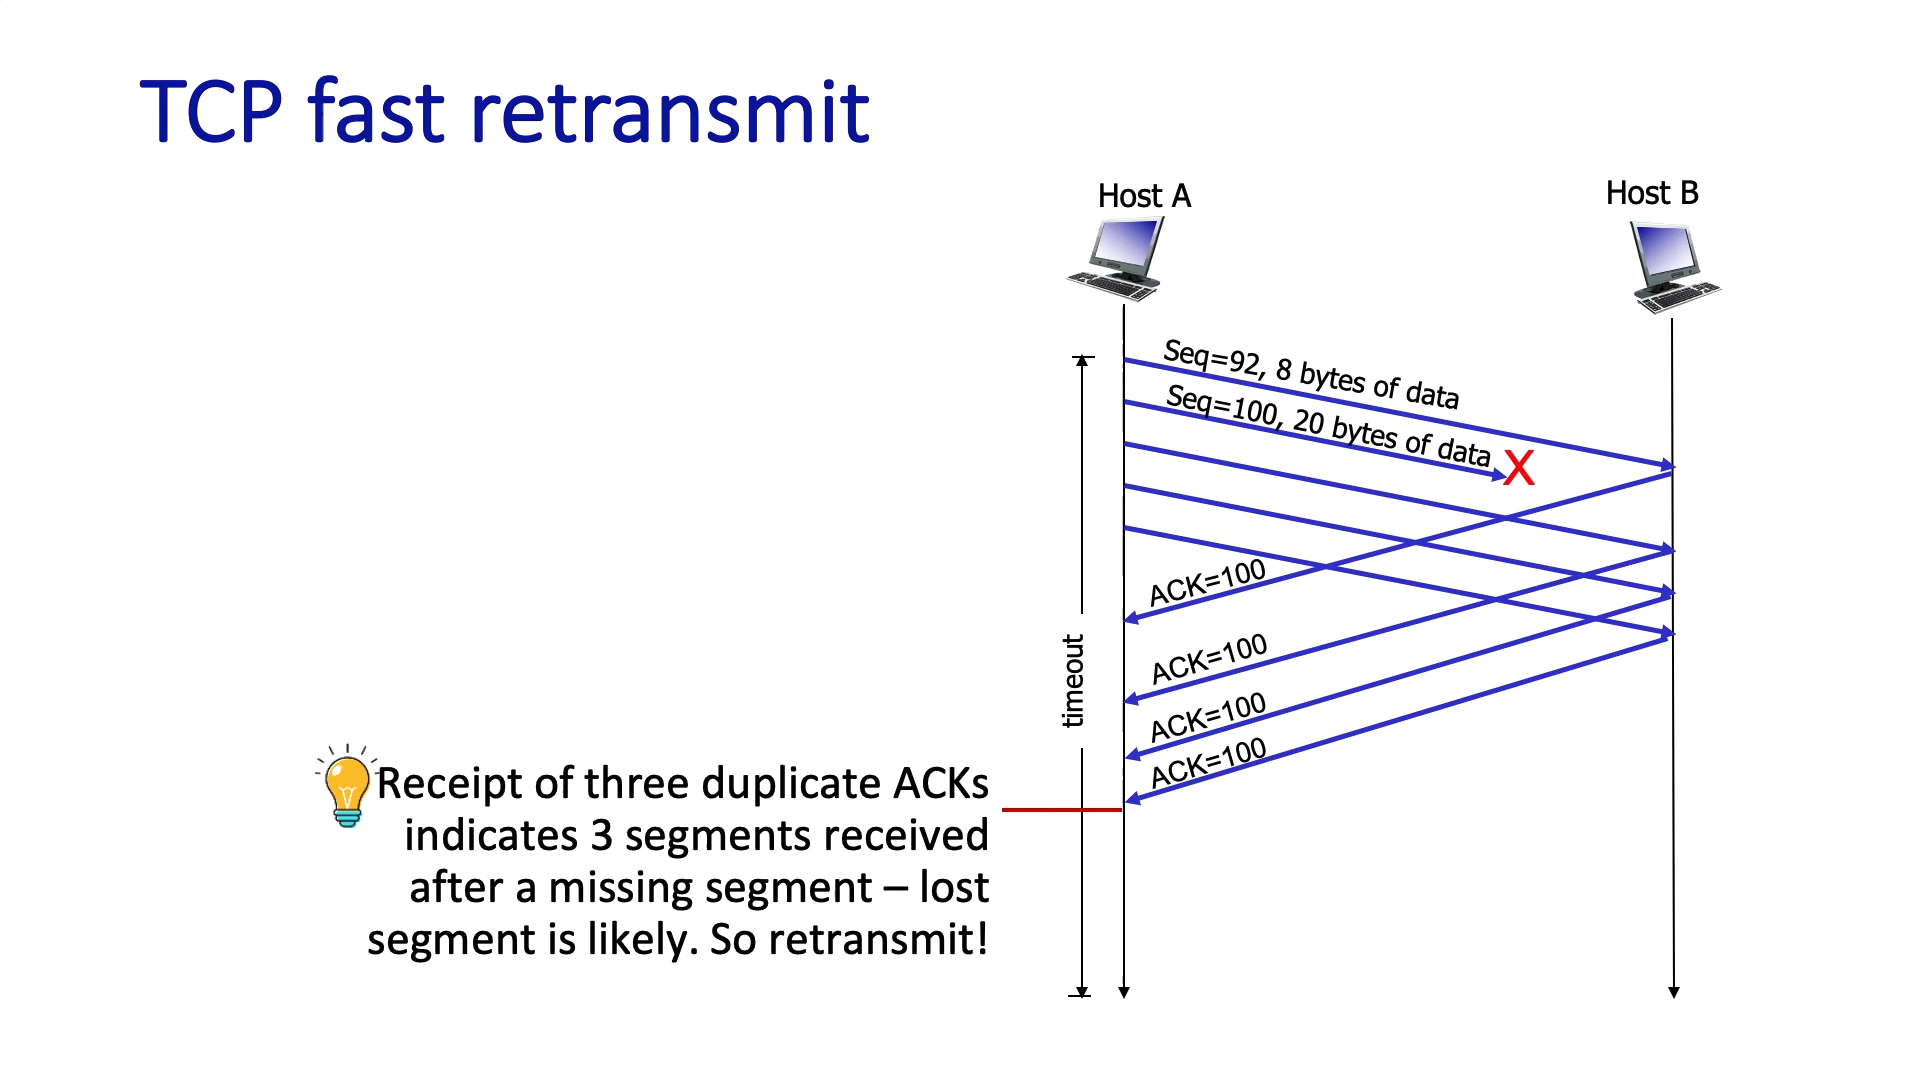 TCP fast retransmit
Host A
Host B
Seq=92, 8 bytes of data
Seq=100, 20 bytes of data
X
ACK=100
ACK=100
ACK=100
ACK=100
timeout
Receipt of three duplicate ACKs
indicates 3 segments received
after a missing segment – lost
segment is likely. So retransmit!